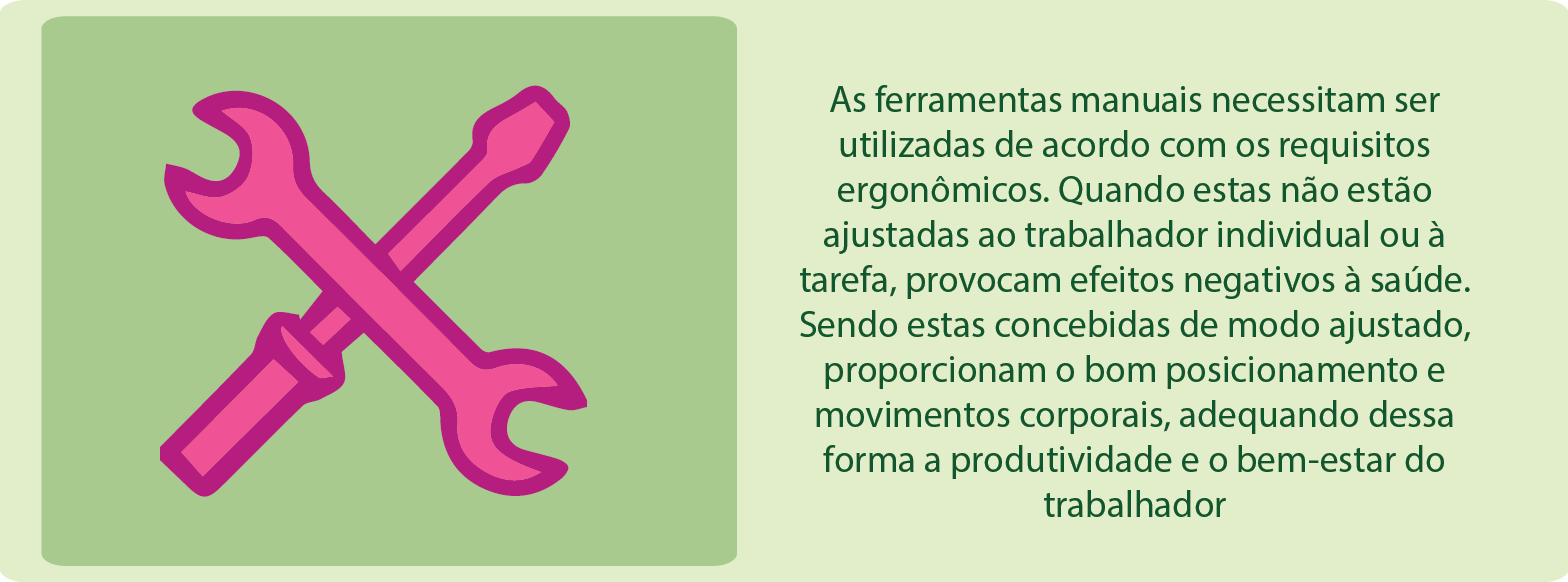 As ferramentas manuais necessitam ser
utilizadas de acordo com os requisitos
ergonômicos. Quando estas não estão
ajustadas ao trabalhador individual ou à
tarefa, provocam efeitos negativos à saúde.
Sendo estas concebidas de modo ajustado,
proporcionam o bom posicionamento e
movimentos corporais, adequando dessa
forma a produtividade e o bem-estar do
trabalhador